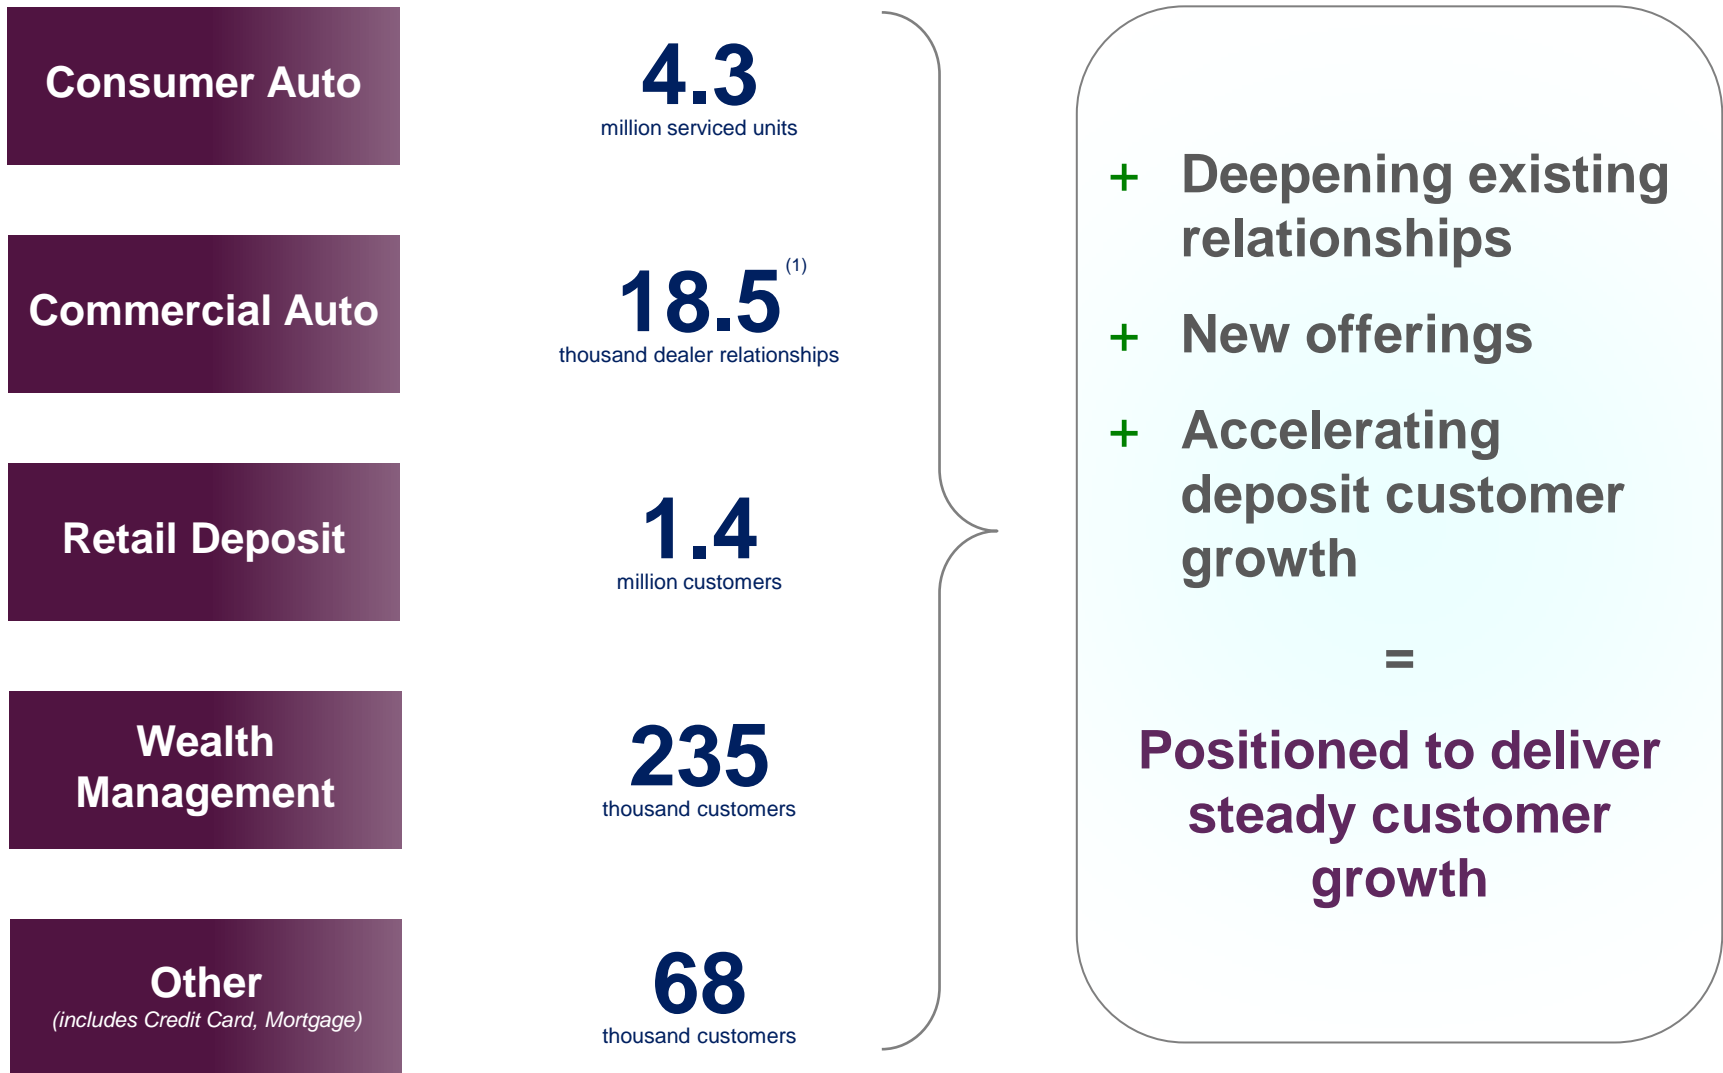 Consumer Auto
4.3
million serviced units
Commercial Auto
18.5 (1)
thousand dealer relationships
Retail Deposit
1.4
million customers
Wealth
Management
235
thousand customers
Other
(includes Credit Card, Mortgage)
68
thousand customers
+ Deepening existing
relationships
+ New offerings
+ Accelerating
deposit customer
growth
=
Positioned to deliver
steady customer
growth